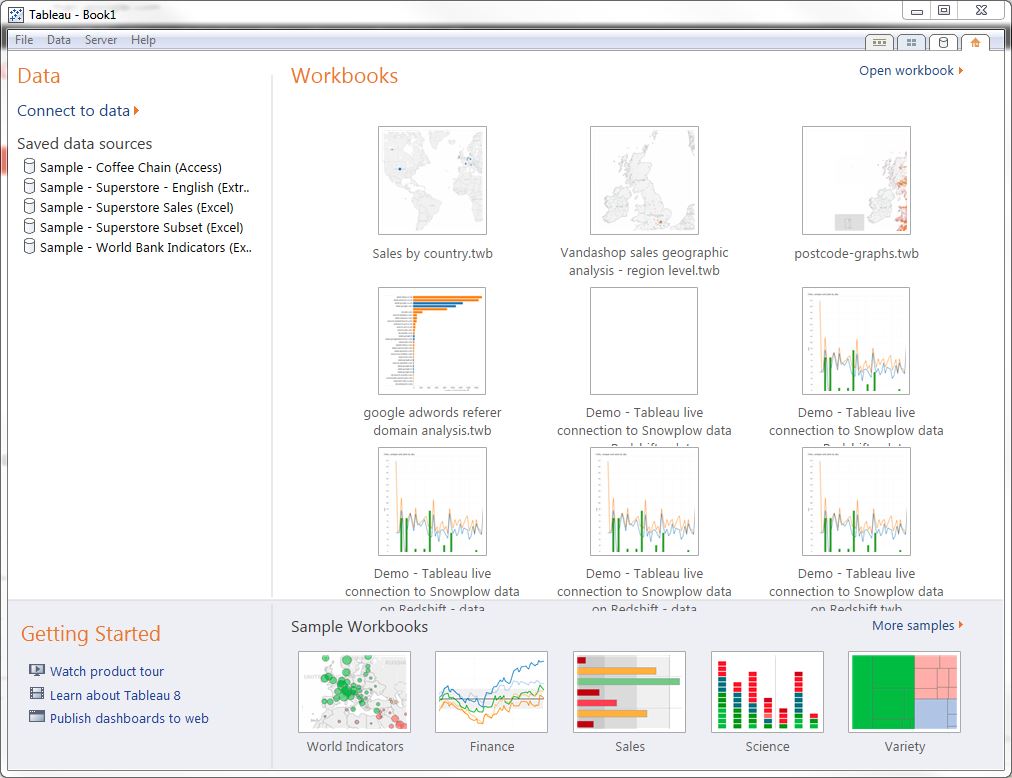 Tableau - Book1
File Data Server Help
Data
Connect to data
Saved data sources
Sample - Coffee Chain (Access)
Sample - Superstore - English (Extr..
Sample - Superstore Sales (Excel)
Sample - Superstore Subset (Excel)
Sample - World Bank Indicators (Ex..
Workbooks
Open workbook
Sales by country.twb
Vandashop sales geographic
analysis - region level.twb
postcode-graphs.twb
google adwords referer
domain analysis.twb
Demo - Tableau live
connection to Snowplow data
Demo - Tableau live
connection to Snowplow data
Demo - Tableau live
connection to Snowplow data
on Redshift - data
Demo - Tableau live
connection to Snowplow data
on Redshift - data
Demo - Tableau live
connection to Snowplow data
on Redshift.twb
Getting Started
Watch product tour
Learn about Tableau 8
Publish dashboards to web
Sample Workbooks
More samples
World Indicators
Finance
Sales
Science
Variety